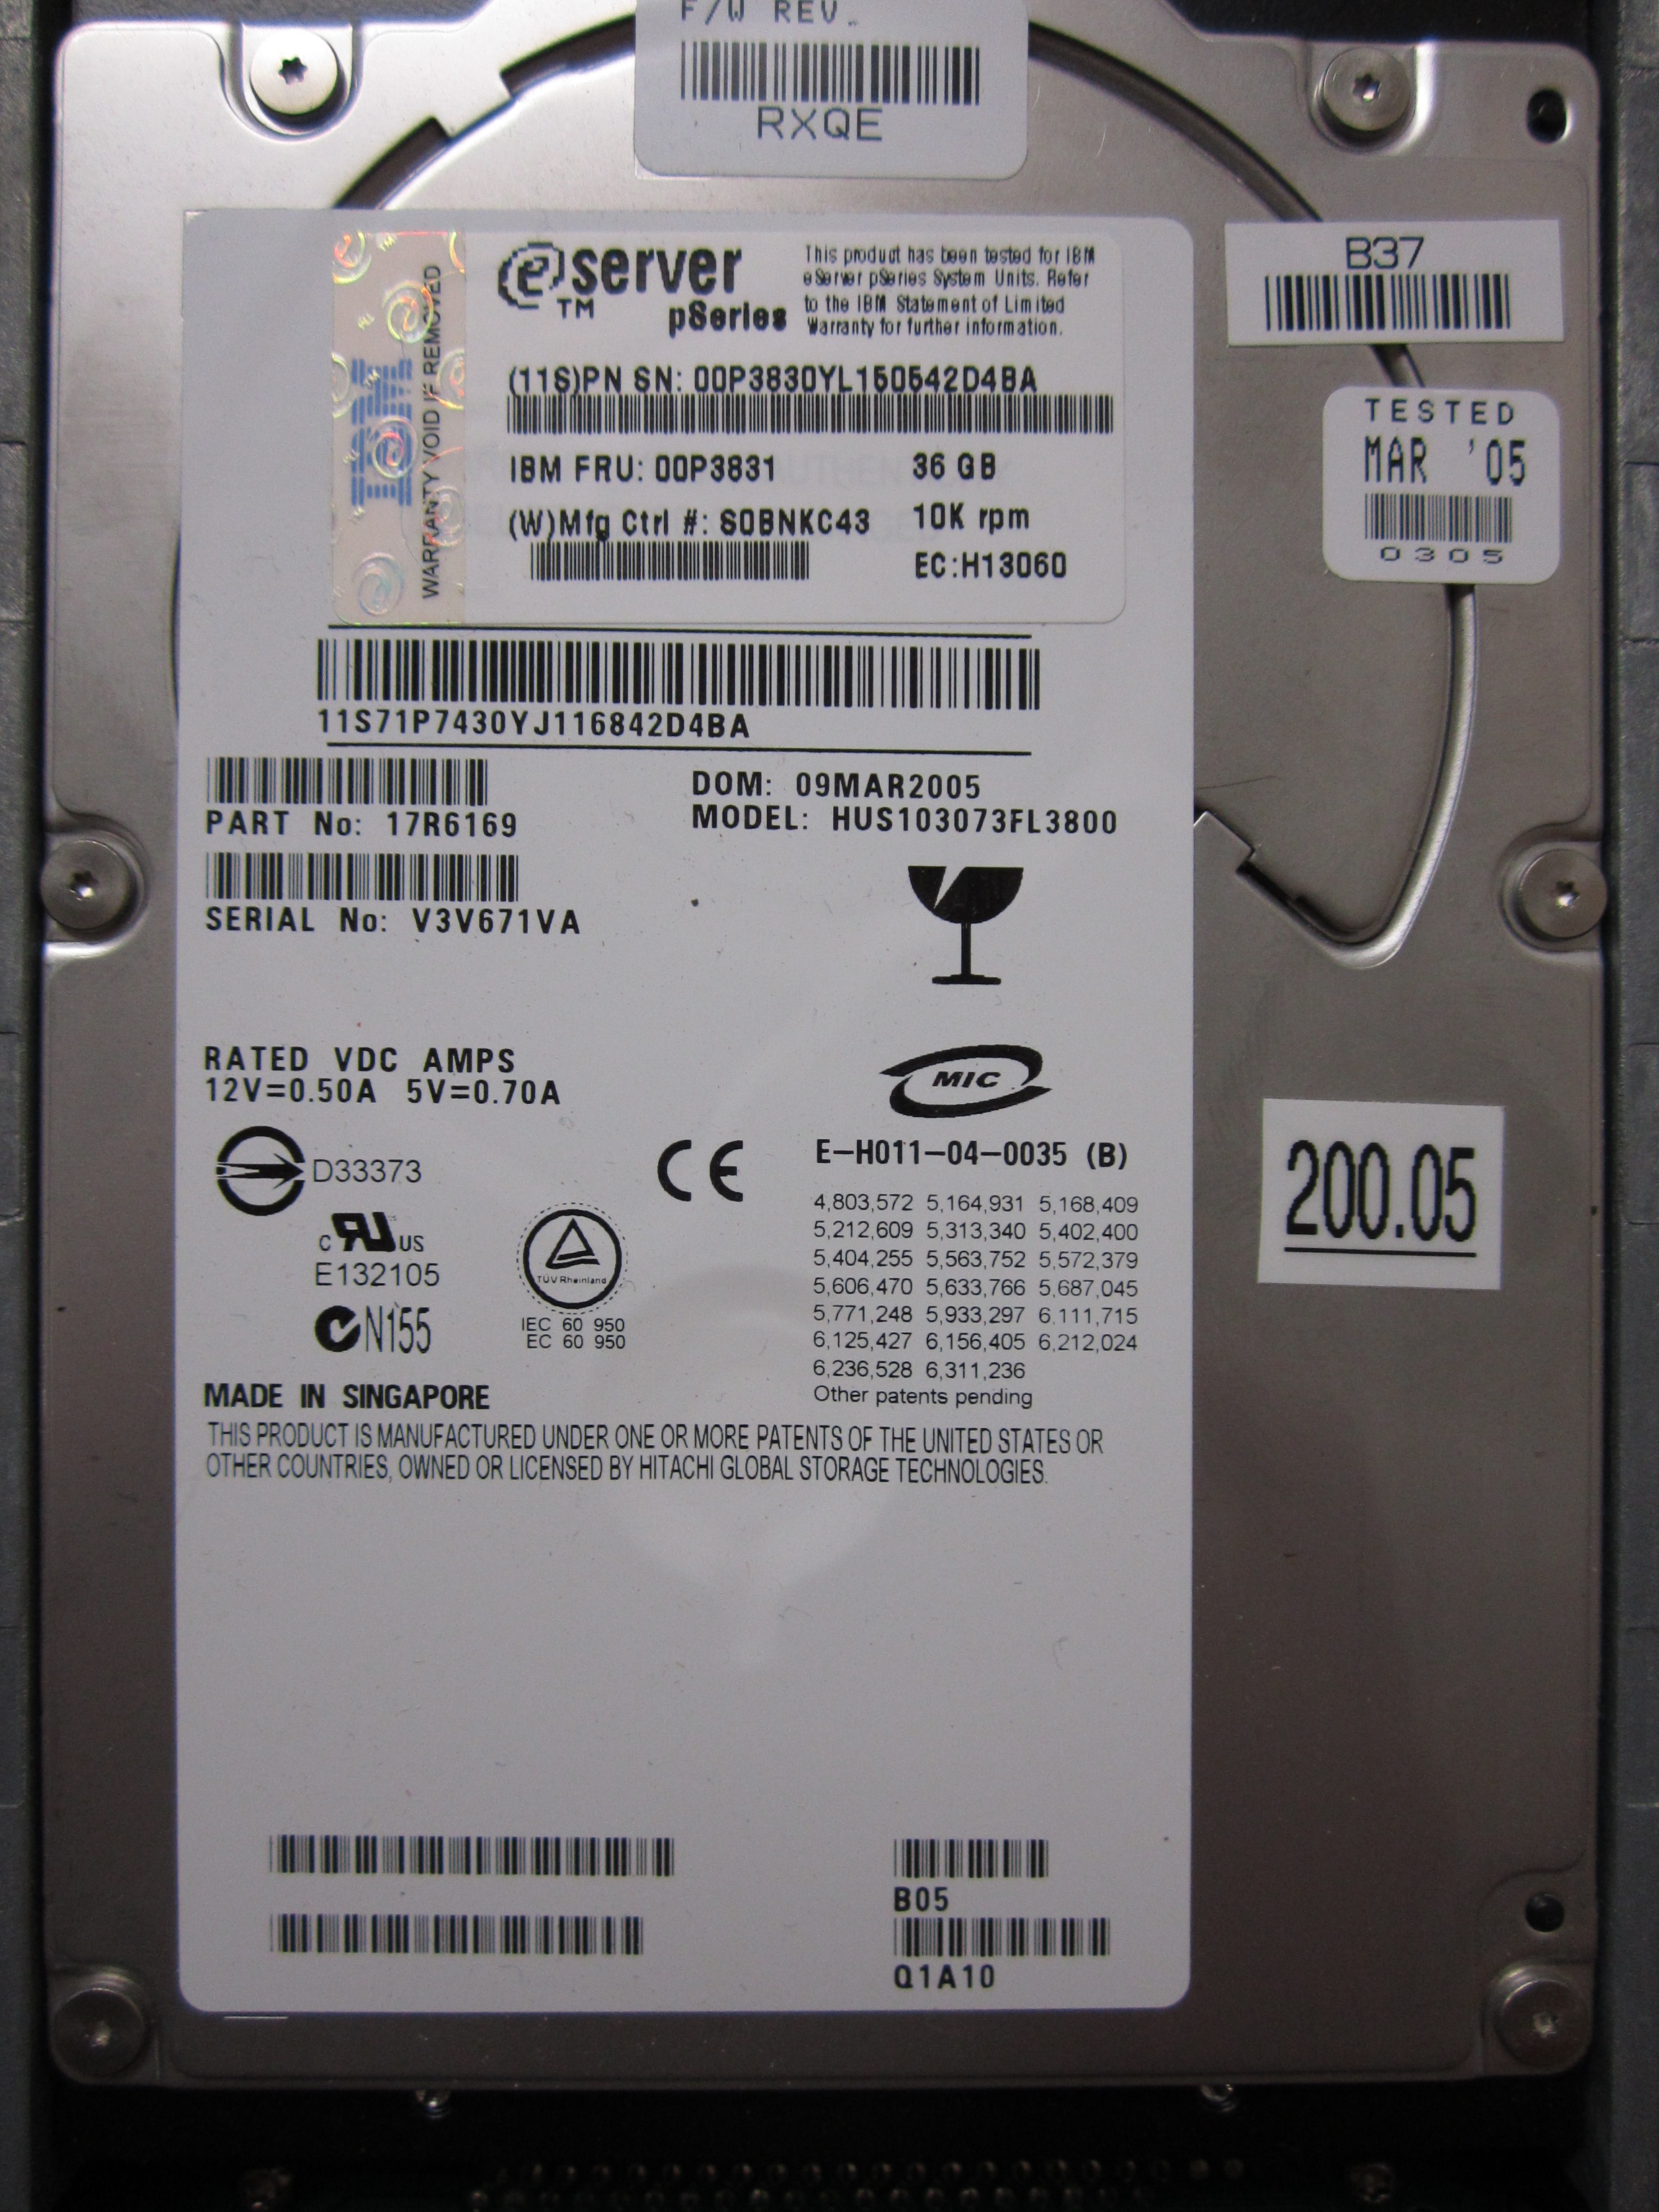 F/W REV.
RXQE
B37
TESTED
MAR '05
0305
IBM
WARRANTY VOID IF REMOVED
e server
TM
pSeries
This product has been tested for IBM
eServer pSeries System Units. Refer
to the IBM Statement of Limited
Warranty for further information.
(11S)PN SN: 00P3830YL150542D4BA
IBM FRU: 00P3831 36 GB
(W)Mfg Ctrl #: S0BNKC43 10K rpm
EC:H13060
11S71P7430YJ116842D4BA
PART No: 17R6169
DOM: 09MAR2005
MODEL: HUS103073FL3800
SERIAL No: V3V671VA
RATED VDC AMPS
12V=0.50A 5V=0.70A
MIC
E-H011-04-0035 (B)
D33373
c RU US
E132105
N155
TÜV Rheinland
IEC 60 950
EC 60 950
CE
4,803,572 5,164,931 5,168,409
5,212,609 5,313,340 5,402,400
5,404,255 5,563,752 5,572,379
5,606,470 5,633,766 5,687,045
5,771,248 5,933,297 6,111,715
6,125,427 6,156,405 6,212,024
6,236,528 6,311,236
Other patents pending
200.05
MADE IN SINGAPORE
THIS PRODUCT IS MANUFACTURED UNDER ONE OR MORE PATENTS OF THE UNITED STATES OR
OTHER COUNTRIES, OWNED OR LICENSED BY HITACHI GLOBAL STORAGE TECHNOLOGIES.
B05
Q1A10